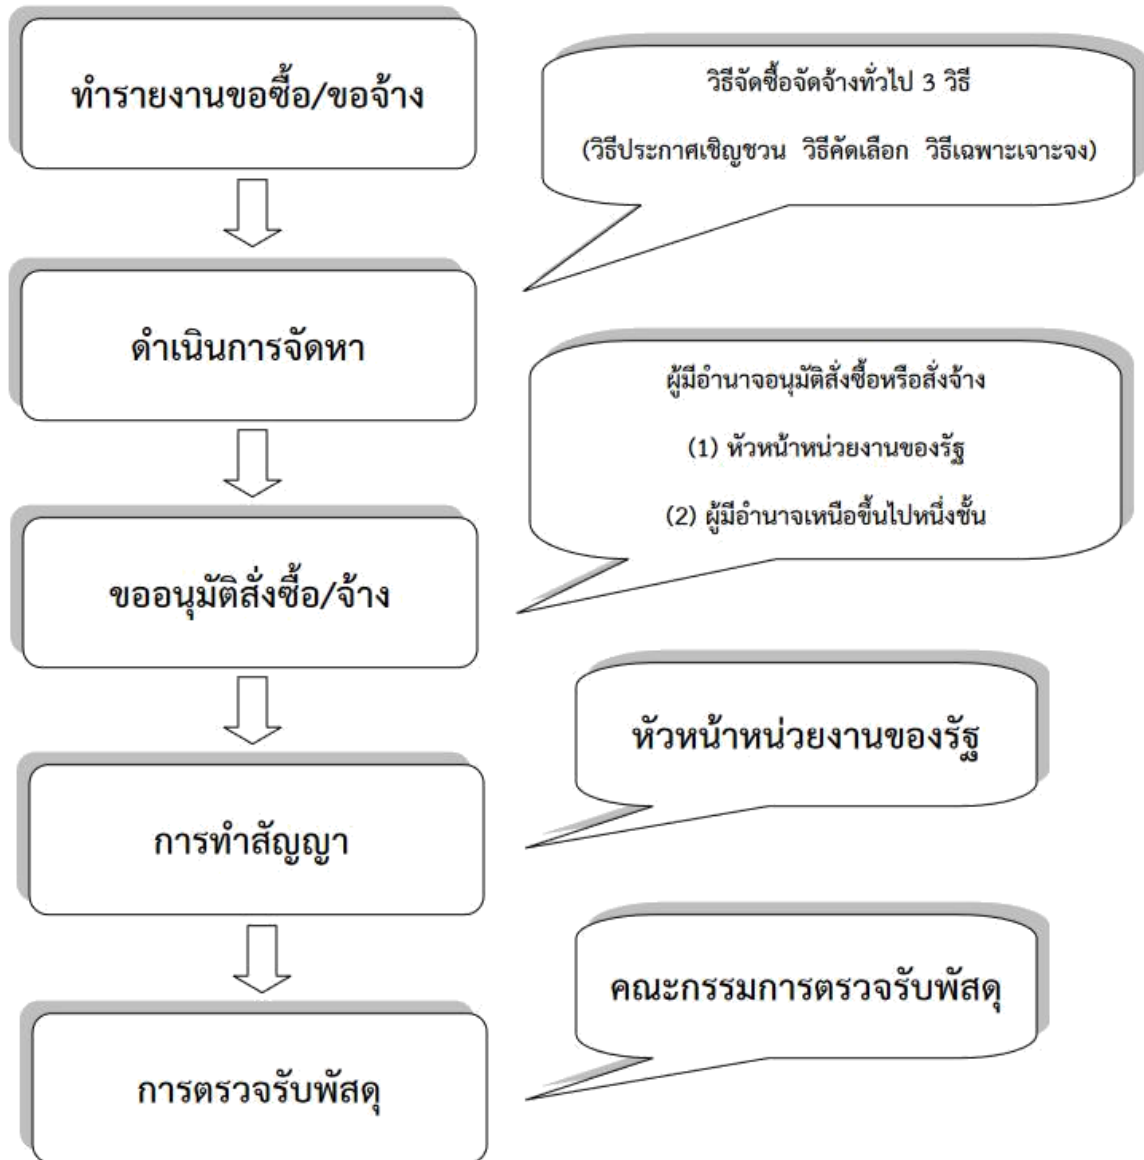 ทำรายงานขอซื้อ/ขอจ้าง
วิธีจัดซื้อจัดจ้างทั่วไป 3 วิธี
(วิธีประกาศเชิญชวน วิธีคัดเลือก วิธีเฉพาะเจาะจง)
ดำเนินการจัดหา
ผู้มีอำนาจอนุมัติสั่งซื้อหรือสั่งจ้าง
(1) หัวหน้าหน่วยงานของรัฐ
(2) ผู้มีอำนาจเหนือขึ้นไปหนึ่งชั้น
ขออนุมัติสั่งซื้อ/จ้าง
หัวหน้าหน่วยงานของรัฐ
การทำสัญญา
คณะกรรมการตรวจรับพัสดุ
การตรวจรับพัสดุ